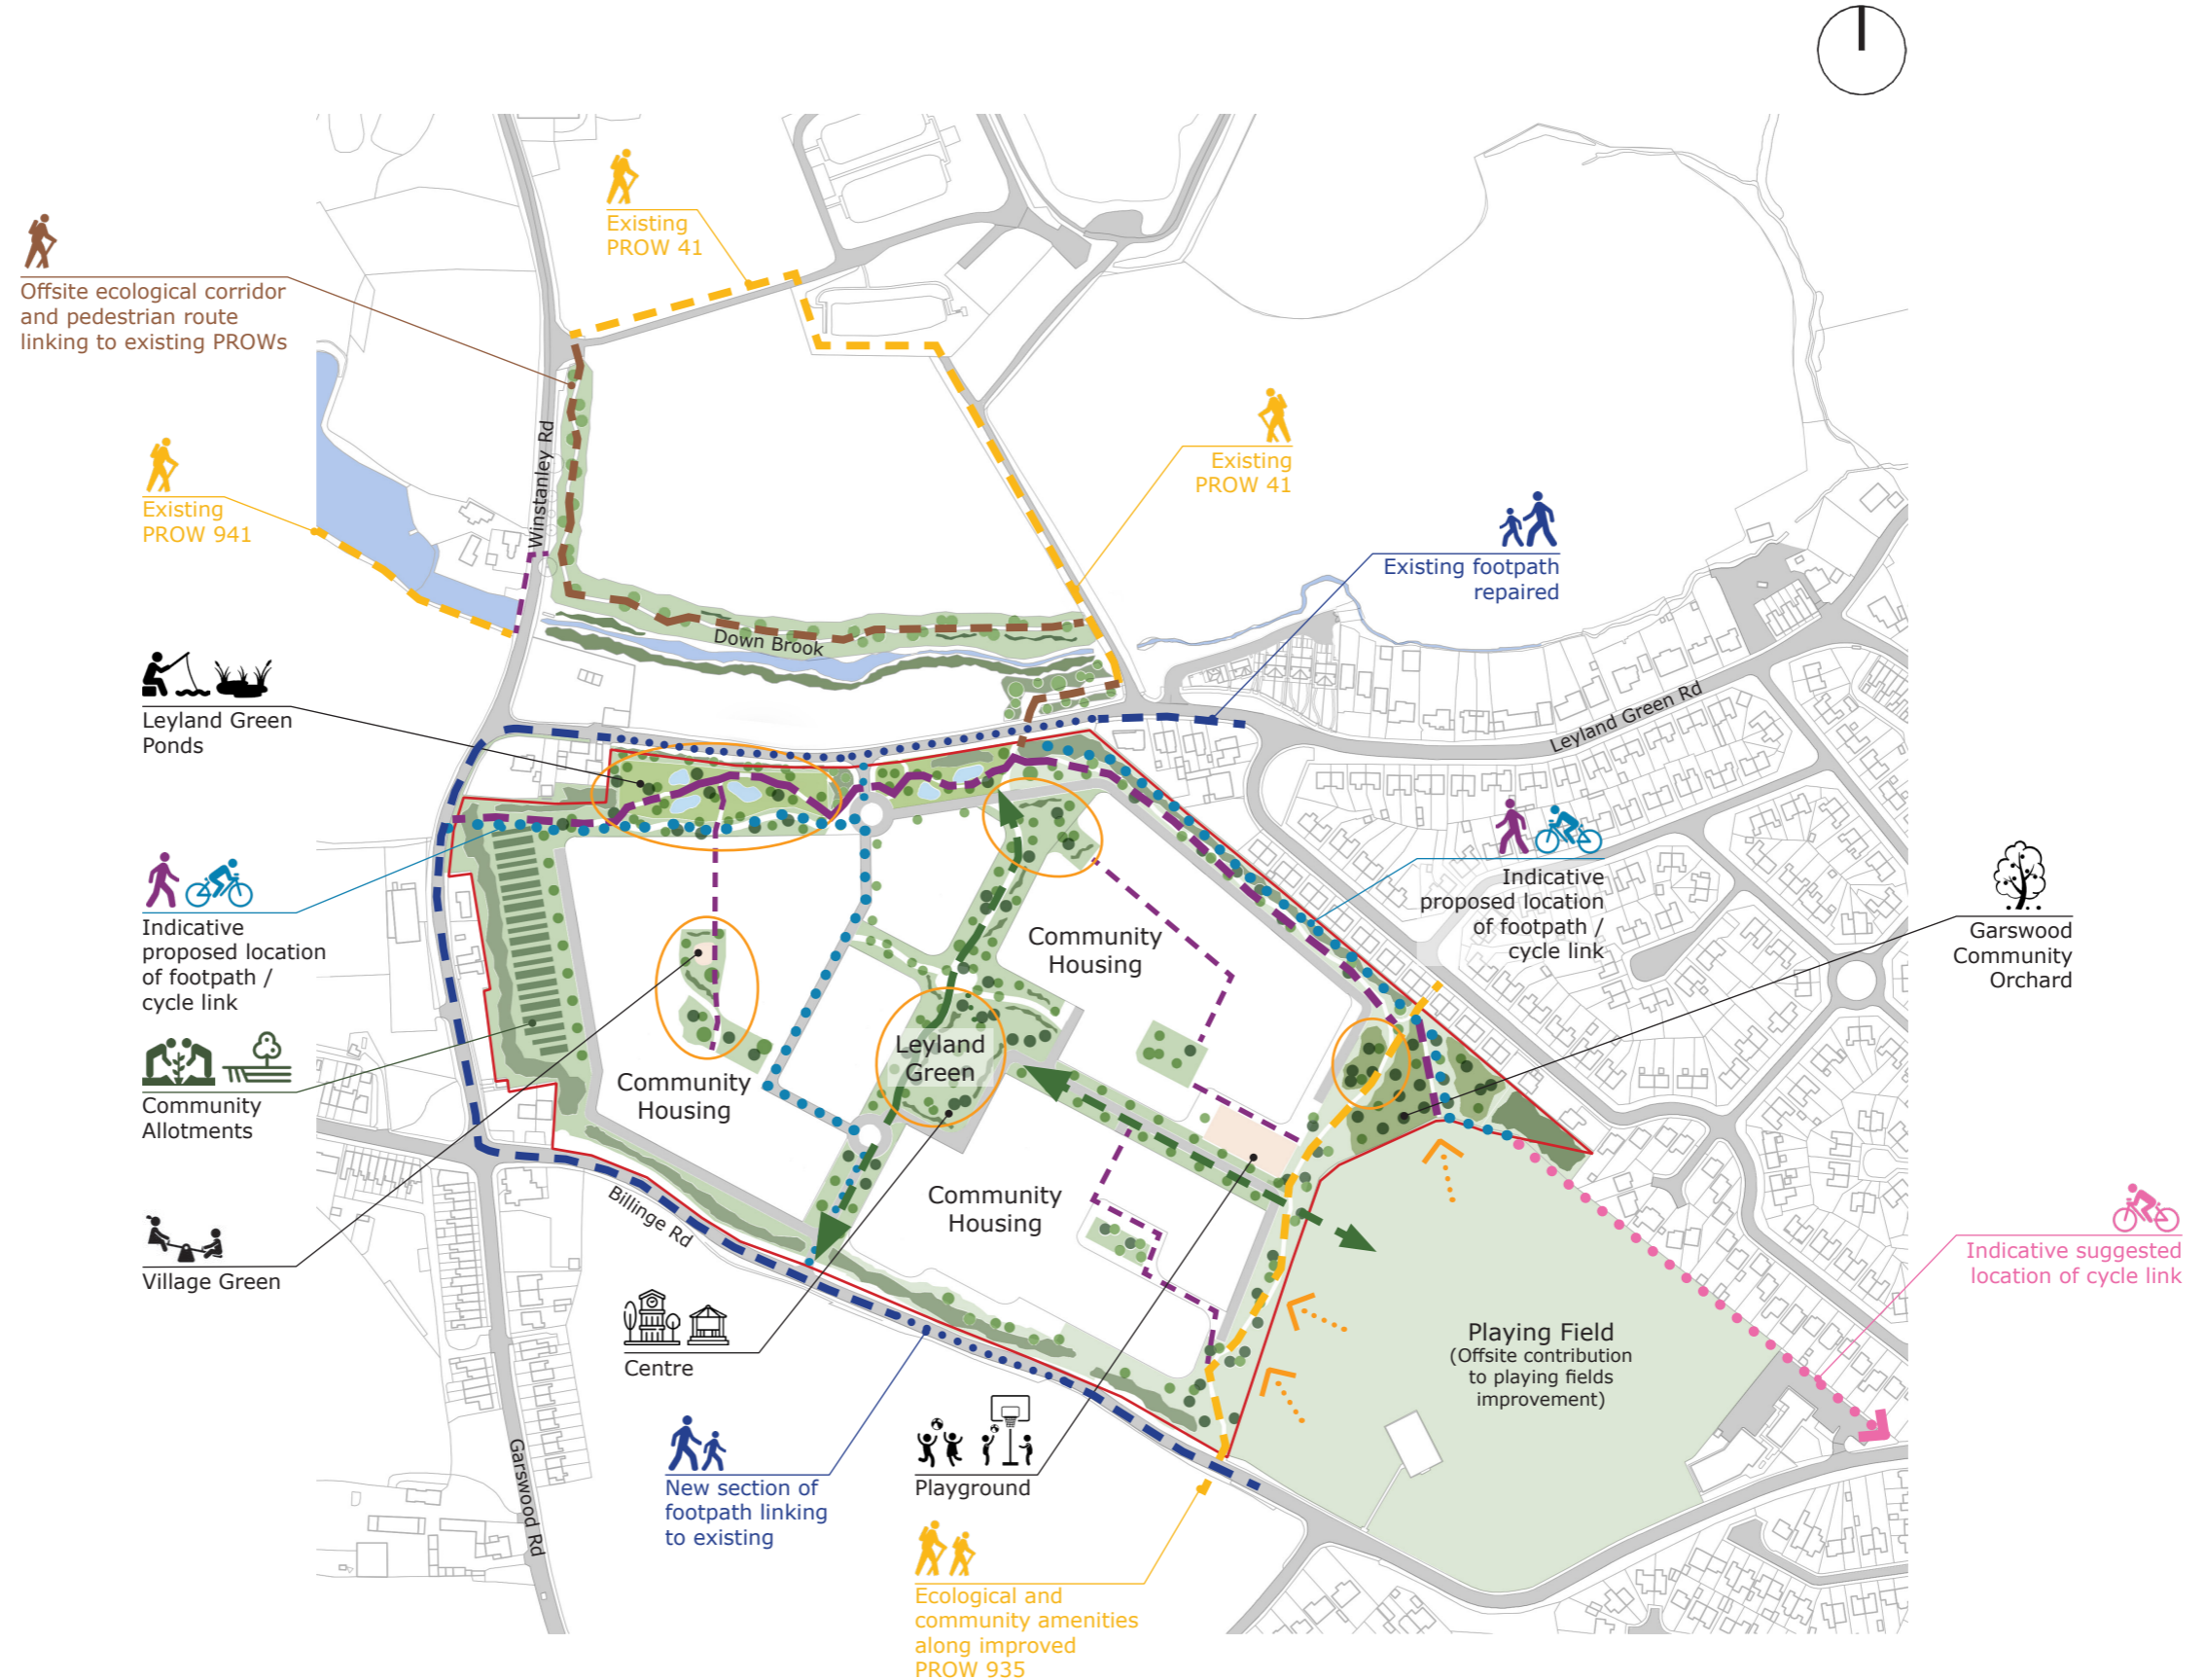 Existing
PROW 41
Offsite ecological corridor
and pedestrian route
linking to existing PROWs
Winstanley Rd
Existing
PROW 41
Existing
PROW 941
Existing footpath
repaired
Down Brook
Leyland Green
Ponds
Leyland Green Rd
Indicative
proposed location
of footpath /
cycle link
Indicative
proposed location
of footpath /
cycle link
Garswood
Community
Orchard
Community
Housing
Leyland
Green
Community
Housing
Community
Allotments
Community
Housing
Billinge Rd
Village Green
Indicative suggested
location of cycle link
Centre
Playing Field
(Offsite contribution
to playing fields
improvement)
Garswood Rd
New section of
footpath linking
to existing
Playground
Ecological and
community amenities
along improved
PROW 935